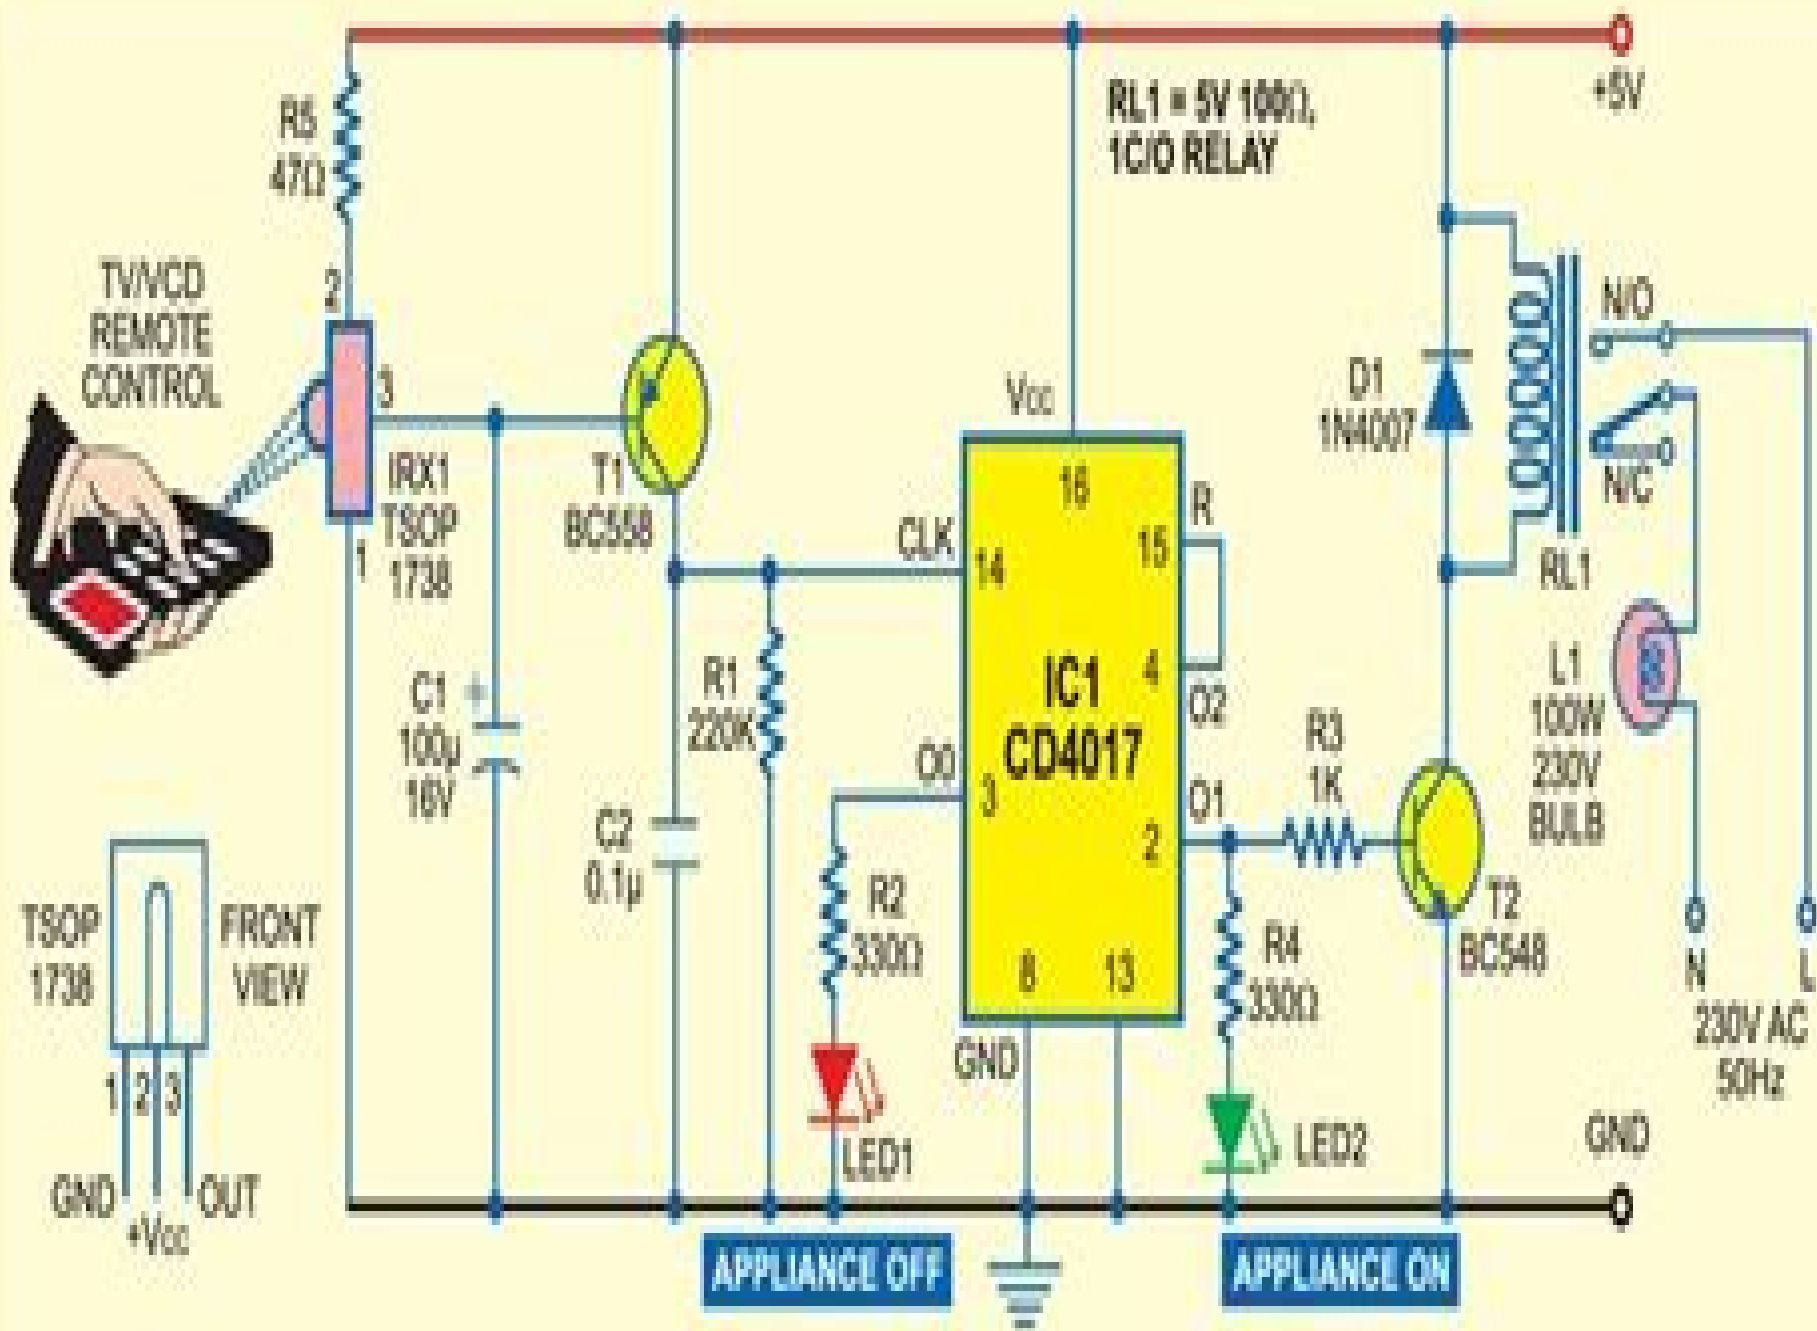 +5V
RL1 = 5V 100Ω,
1C/O RELAY
R5
47Ω
TV/VCD
REMOTE
CONTROL
2
3
1
IRX1
TSOP
1738
T1
BC558
Vcc
16
CLK
14
R
15
IC1
CD4017
4
O2
O0
3
O1
2
8
13
GND
R1
220K
C1
+
100µ
16V
C2
0.1µ
R2
330Ω
LED1
R3
1K
R4
330Ω
LED2
T2
BC548
D1
1N4007
N/O
N/C
RL1
L1
100W
230V
BULB
N
L
230V AC
50Hz
GND
TSOP
1738
FRONT
VIEW
1 2 3
GND
+Vcc
OUT
APPLIANCE OFF
APPLIANCE ON